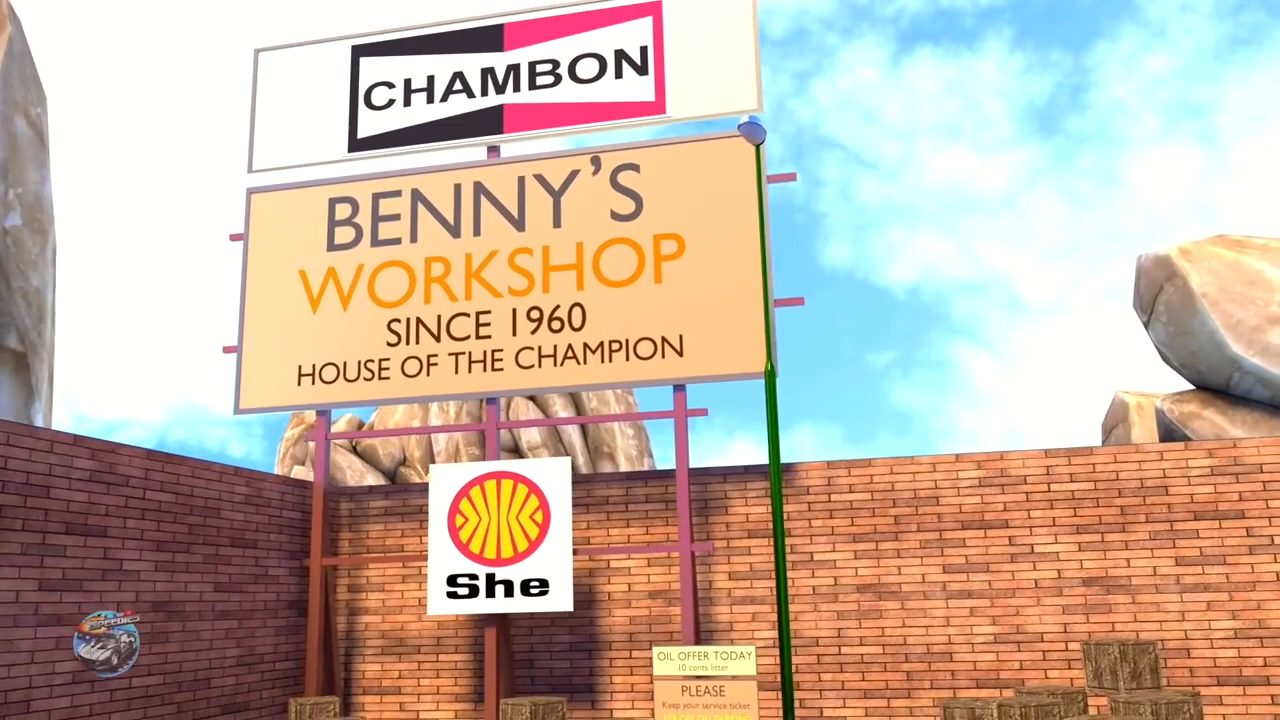 CHAMBON
BENNY'S
WORKSHOP
SINCE 1960
HOUSE OF THE CHAMPION
She
OIL OFFER TODAY
10 cents litter
PLEASE
Keep your service ticket